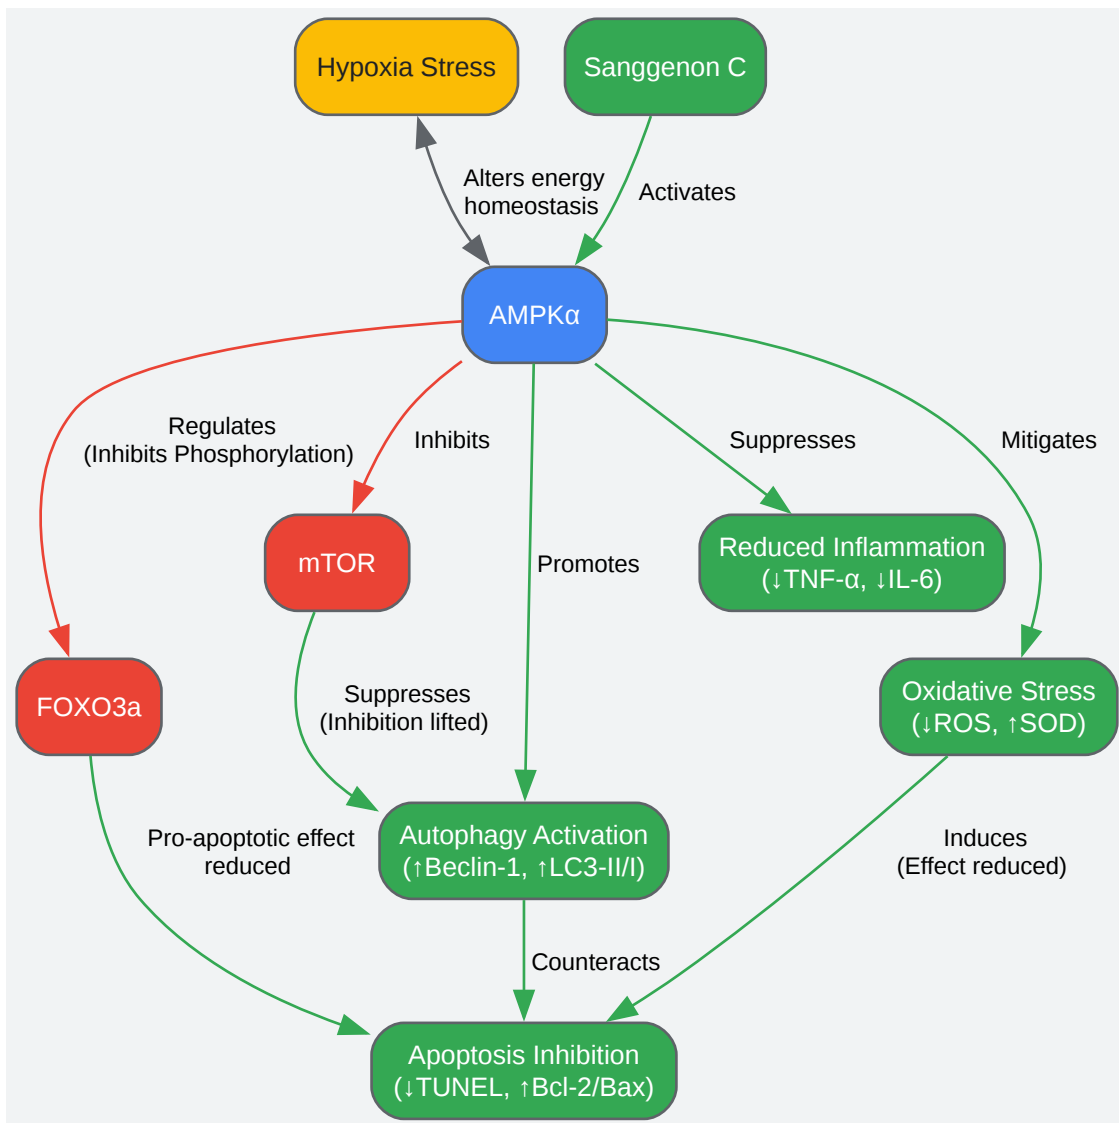 Hypoxia Stress
Sanggenon C
Alters energy
homeostasis
Activates
AMPKα
Regulates
(Inhibits Phosphorylation)
Inhibits
Suppresses
Mitigates
mTOR
Promotes
Reduced Inflammation
(↓TNF-α, ↓IL-6)
FOXO3a
Suppresses
(Inhibition lifted)
Oxidative Stress
(↓ROS, ↑SOD)
Pro-apoptotic effect
reduced
Autophagy Activation
(↑Beclin-1, ↑LC3-II/I)
Induces
(Effect reduced)
Counteracts
Apoptosis Inhibition
(↓TUNEL, ↑Bcl-2/Bax)